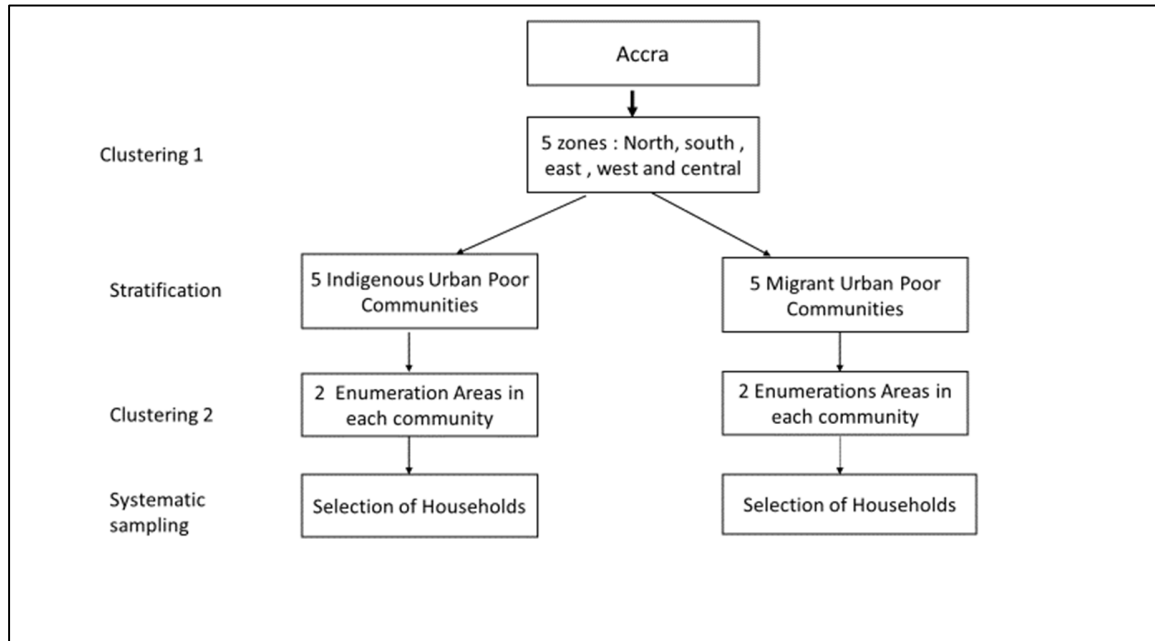 Accra
Clustering 1
5 zones : North, south ,
east , west and central
Stratification
5 Indigenous Urban Poor
Communities
5 Migrant Urban Poor
Communities
Clustering 2
2 Enumeration Areas in
each community
2 Enumerations Areas in
each community
Systematic
sampling
Selection of Households
Selection of Households